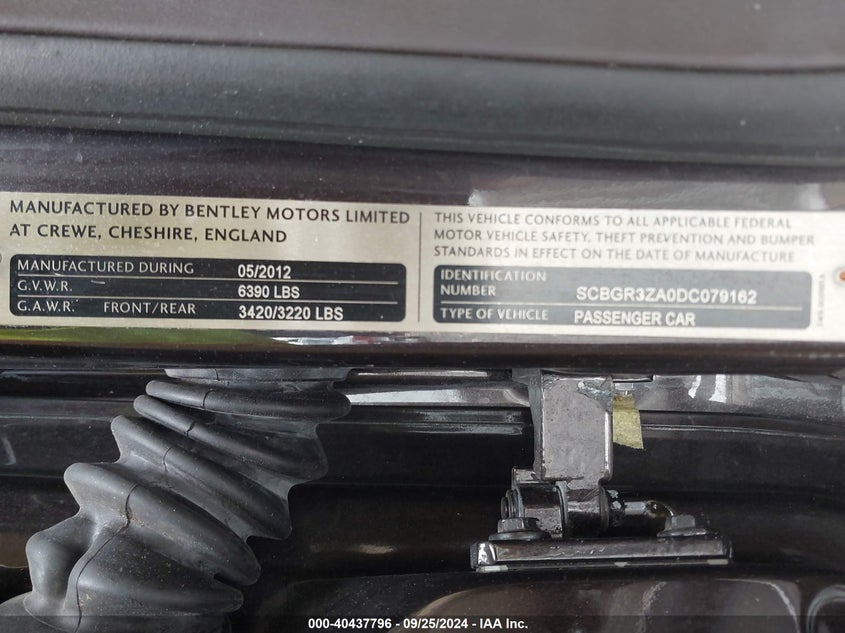 MANUFACTURED BY BENTLEY MOTORS LIMITED
AT CREWE, CHESHIRE, ENGLAND
MANUFACTURED DURING 05/2012
G.V.W.R. 6390 LBS
G.A.W.R. FRONT/REAR 3420/3220 LBS
THIS VEHICLE CONFORMS TO ALL APPLICABLE FEDERAL
MOTOR VEHICLE SAFETY, THEFT PREVENTION AND BUMPER
STANDARDS IN EFFECT ON THE DATE OF MANUFACTURE
IDENTIFICATION
NUMBER SCBGR3ZA0DC079162
TYPE OF VEHICLE PASSENGER CAR
000-40437796 - 09/25/2024 - IAA Inc.